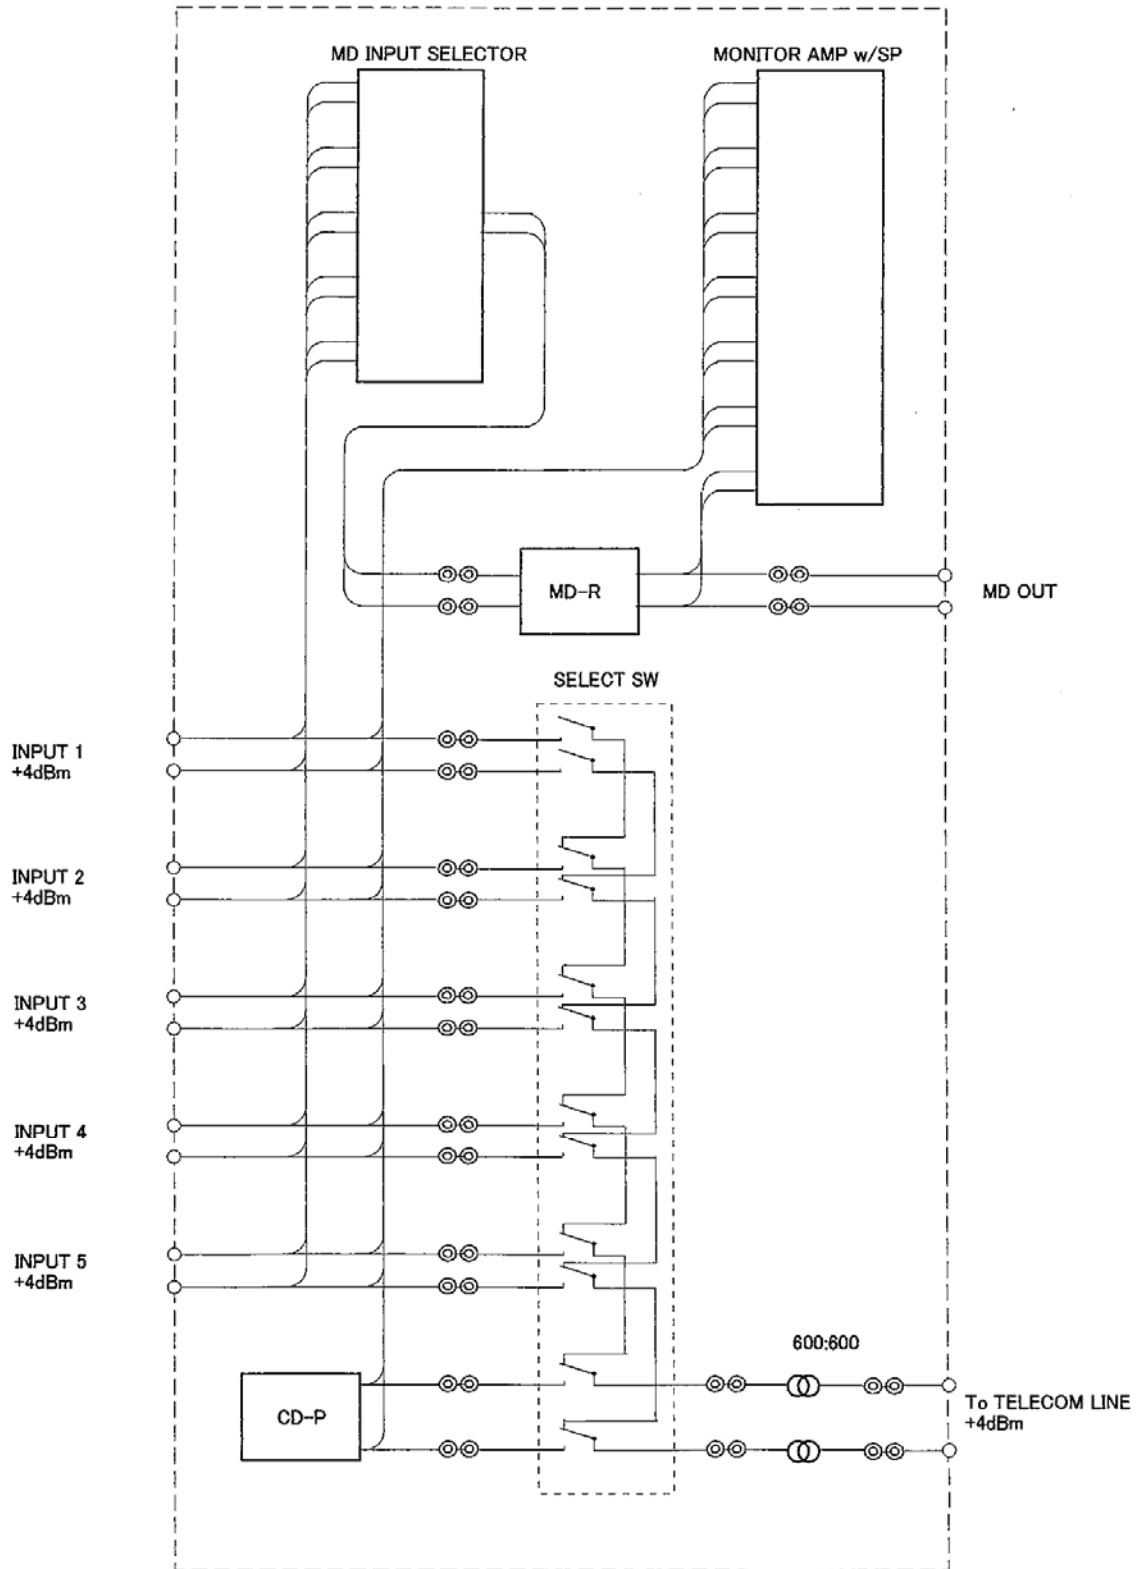 MD INPUT SELECTOR
MONITOR AMP w/SP
MD-R
MD OUT
SELECT SW
INPUT 1
+4dBm
INPUT 2
+4dBm
INPUT 3
+4dBm
INPUT 4
+4dBm
INPUT 5
+4dBm
600:600
CD-P
To TELECOM LINE
+4dBm